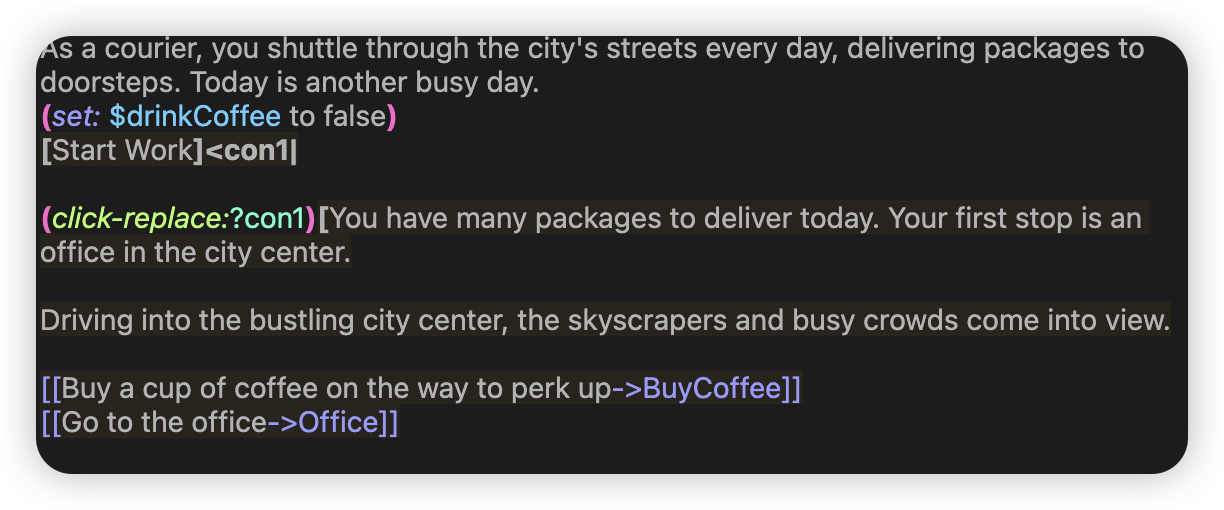 As a courier, you shuttle through the city's streets every day, delivering packages to
doorsteps. Today is another busy day.
(set: $drinkCoffee to false)
[Start Work]<con1|
(click-replace:?con1)[You have many packages to deliver today. Your first stop is an
office in the city center.
Driving into the bustling city center, the skyscrapers and busy crowds come into view.
[[Buy a cup of coffee on the way to perk up->BuyCoffee]]
[[Go to the office->Office]]